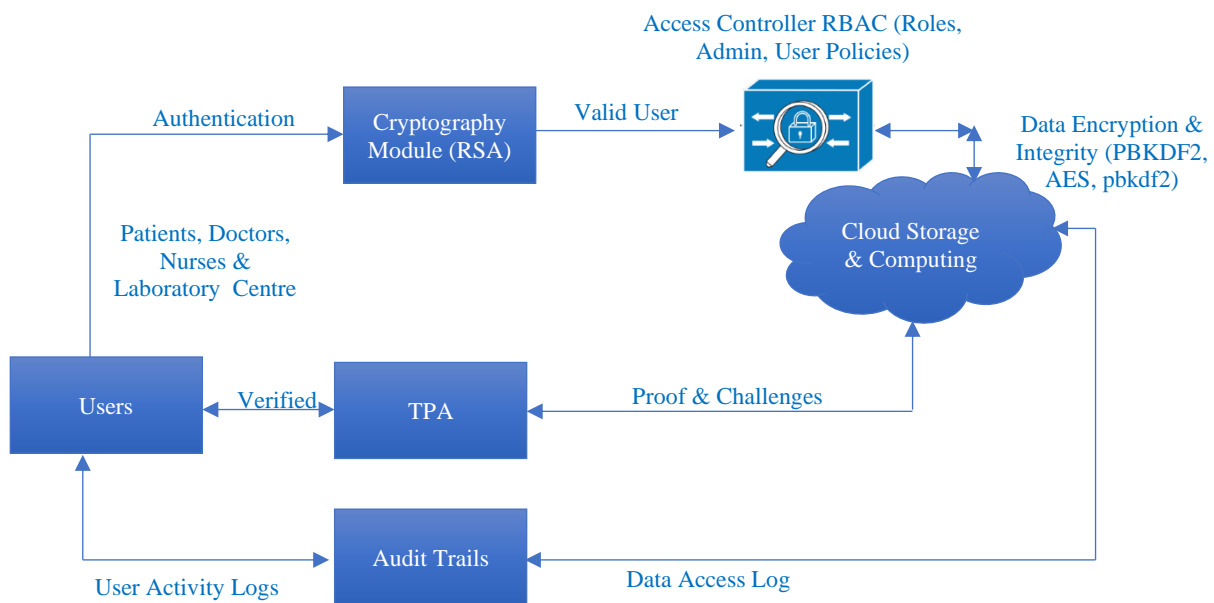 Access Controller RBAC (Roles,
Admin, User Policies)
Authentication
Cryptography
Module (RSA)
Valid User
Data Encryption &
Integrity (PBKDF2,
AES, pbkdf2)
Patients, Doctors,
Nurses &
Laboratory Centre
Cloud Storage
& Computing
Users
Verified
TPA
Proof & Challenges
Audit Trails
User Activity Logs
Data Access Log